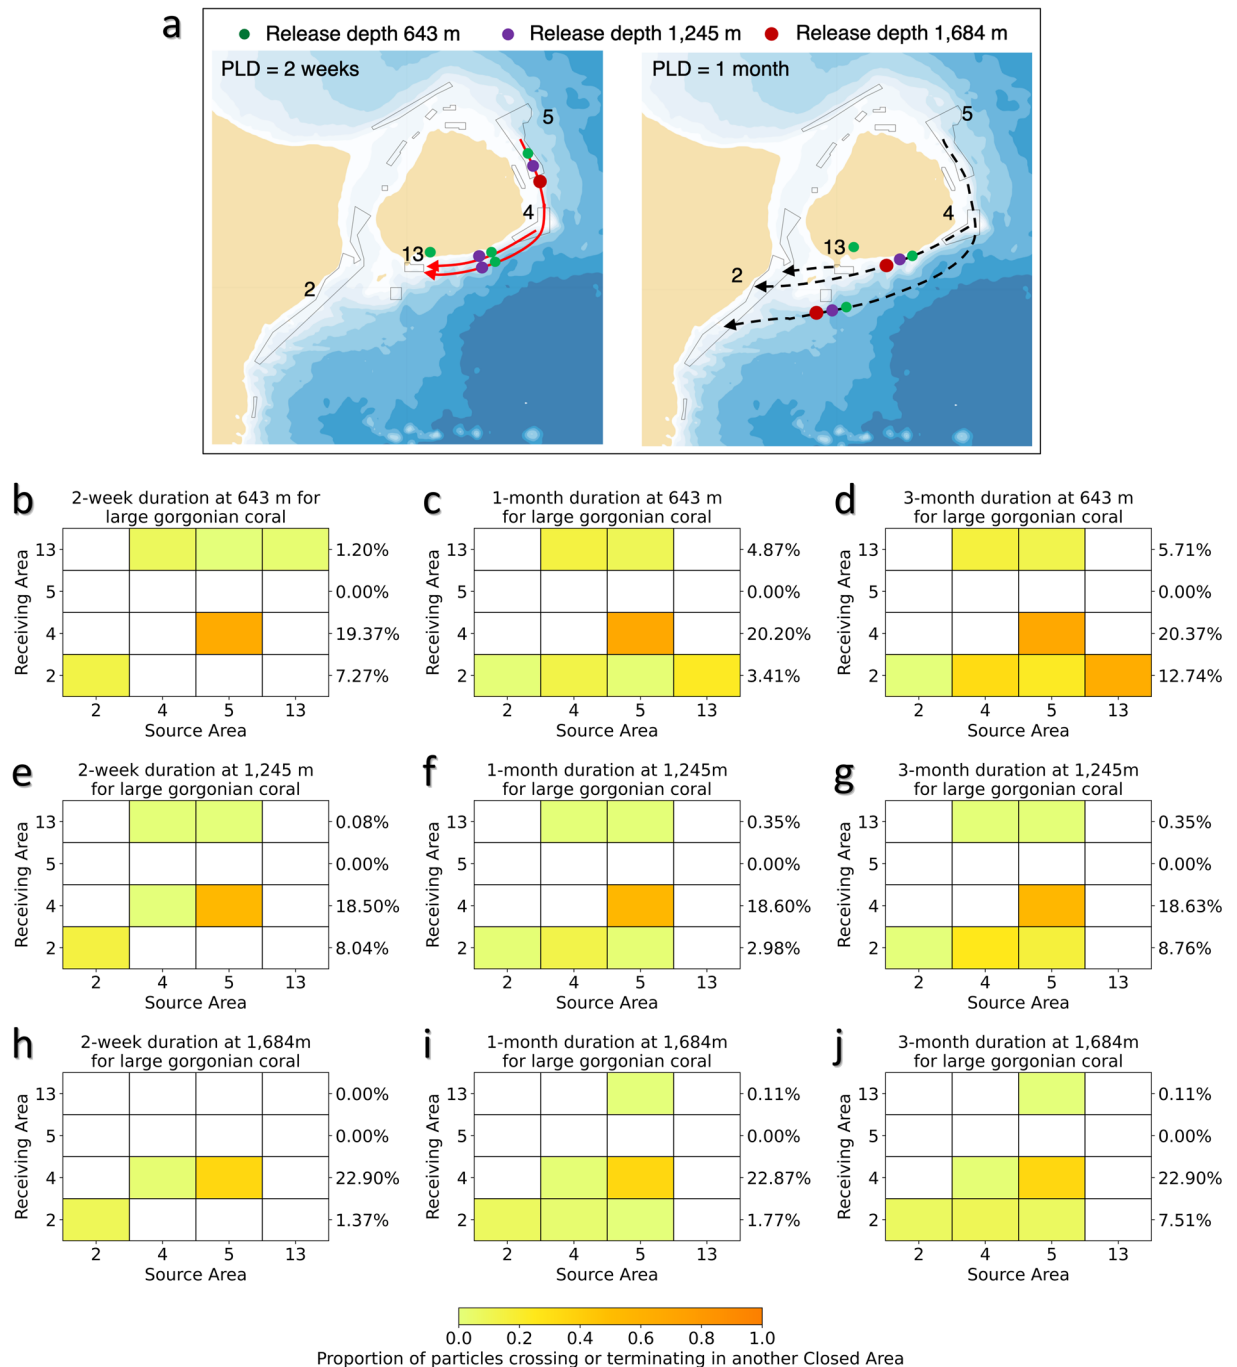 a
Release depth 643 m Release depth 1,245 m Release depth 1,684 m
PLD = 2 weeks
5
4
13
2
PLD = 1 month
5
4
13
2
b
2-week duration at 643 m for
large gorgonian coral
Receiving Area
13 1.20%
5 0.00%
4 19.37%
2 7.27%
2 4 5 13
Source Area
c
1-month duration at 643 m
for large gorgonian coral
Receiving Area
13 4.87%
5 0.00%
4 20.20%
2 3.41%
2 4 5 13
Source Area
d
3-month duration at 643 m
for large gorgonian coral
Receiving Area
13 5.71%
5 0.00%
4 20.37%
2 12.74%
2 4 5 13
Source Area
e
2-week duration at 1,245 m
for large gorgonian coral
Receiving Area
13 0.08%
5 0.00%
4 18.50%
2 8.04%
2 4 5 13
Source Area
f
1-month duration at 1,245m
for large gorgonian coral
Receiving Area
13 0.35%
5 0.00%
4 18.60%
2 2.98%
2 4 5 13
Source Area
g
3-month duration at 1,245m
for large gorgonian coral
Receiving Area
13 0.35%
5 0.00%
4 18.63%
2 8.76%
2 4 5 13
Source Area
h
2-week duration at 1,684m
for large gorgonian coral
Receiving Area
13 0.00%
5 0.00%
4 22.90%
2 1.37%
2 4 5 13
Source Area
i
1-month duration at 1,684m
for large gorgonian coral
Receiving Area
13 0.11%
5 0.00%
4 22.87%
2 1.77%
2 4 5 13
Source Area
j
3-month duration at 1,684m
for large gorgonian coral
Receiving Area
13 0.11%
5 0.00%
4 22.90%
2 7.51%
2 4 5 13
Source Area
0.0 0.2 0.4 0.6 0.8 1.0
Proportion of particles crossing or terminating in another Closed Area